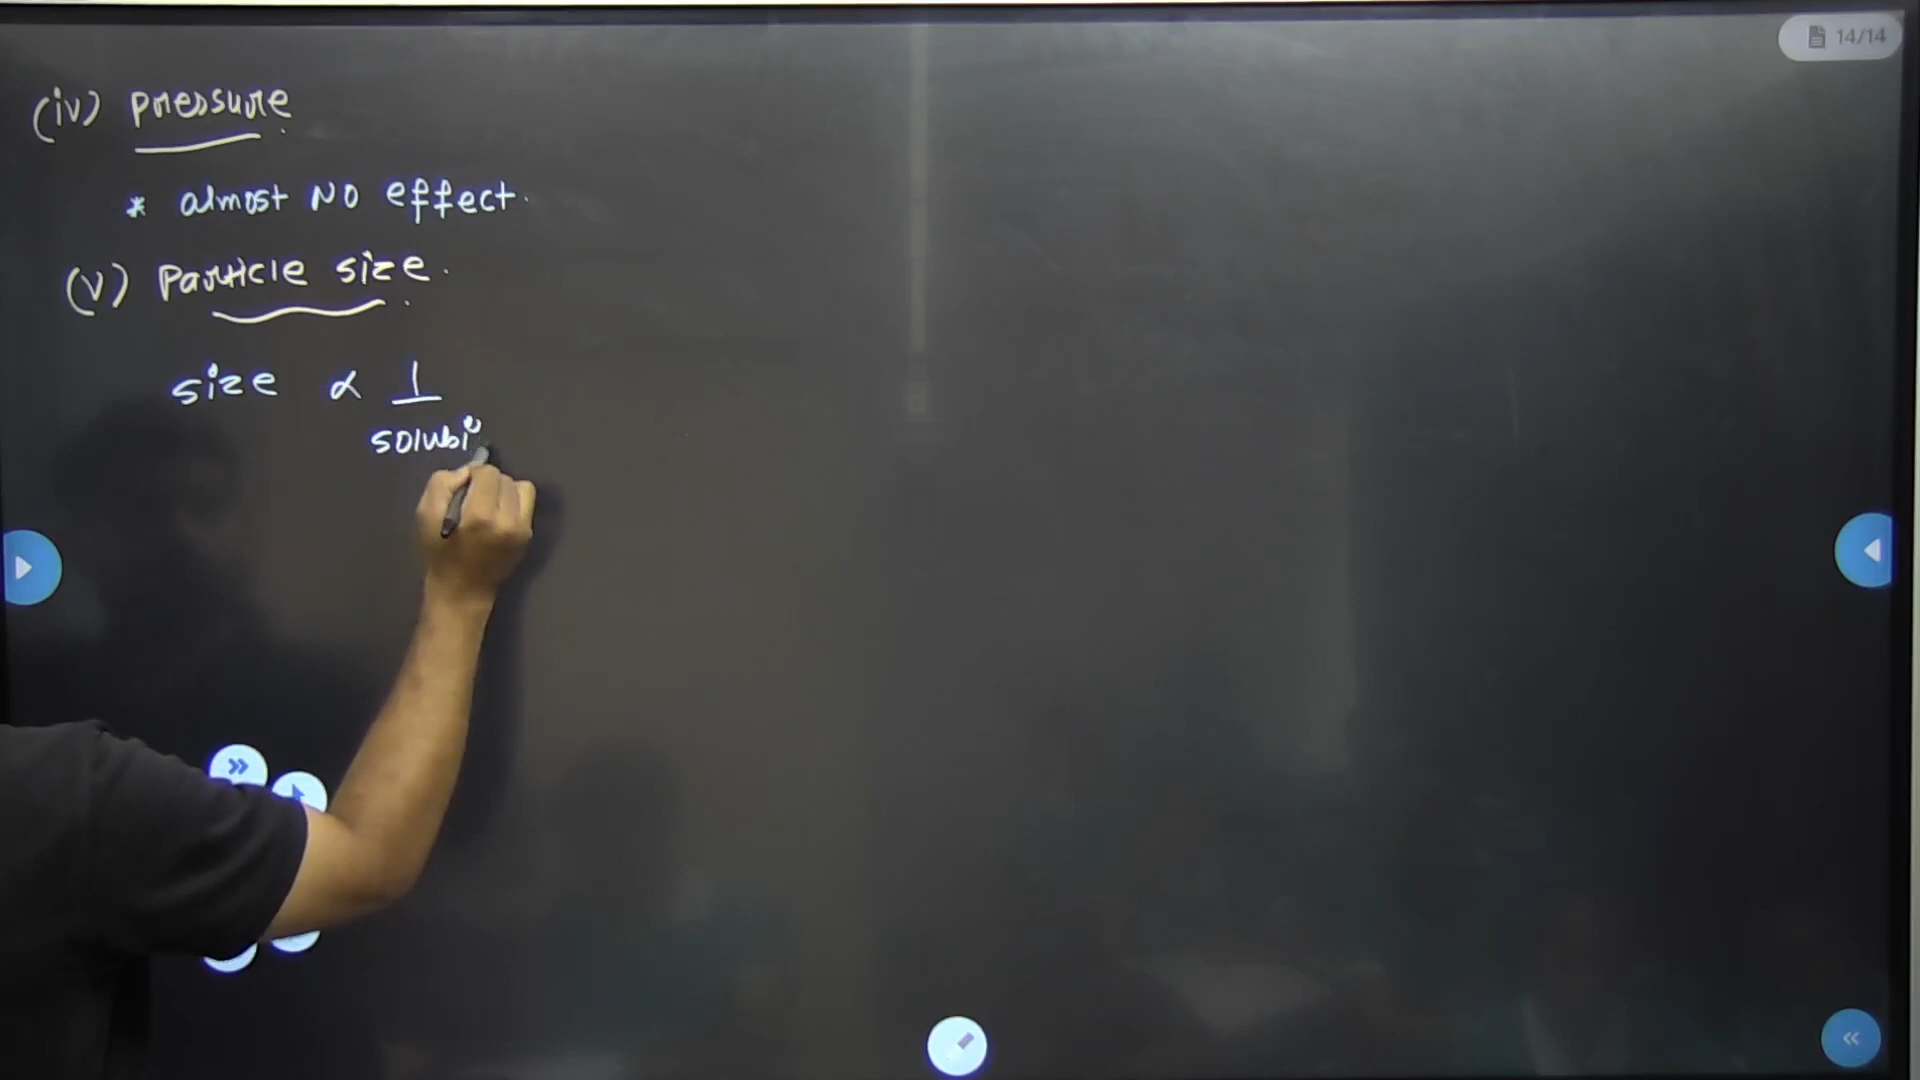 14/14
(iv) Pressure
* almost NO effect.
(v) Particle size.
size ∝ 1
solubi